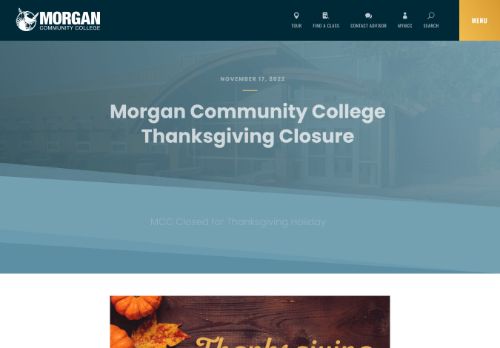 MORGAN
COMMUNITY COLLEGE
TOUR
FIND A CLASS
CONTACT ADVISOR
MYMCC
SEARCH
MENU
NOVEMBER 17, 2022
Morgan Community College
Thanksgiving Closure
MCC Closed for Thanksgiving Holiday
Thanksgiving